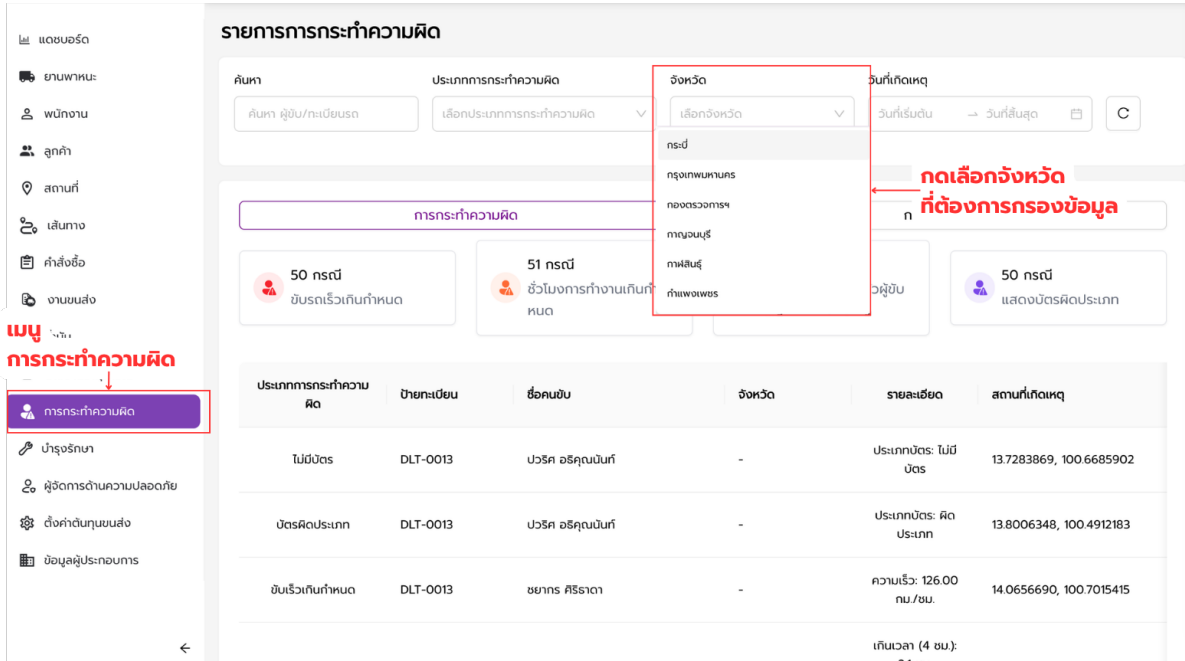 แดชบอร์ด
ยานพาหนะ
พนักงาน
ลูกค้า
สถานที่
เส้นทาง
คำสั่งซื้อ
งานขนส่ง
เมนู
การกระทำความผิด
การกระทำความผิด
บำรุงรักษา
ผู้จัดการด้านความปลอดภัย
ตั้งค่าต้นทุนขนส่ง
ข้อมูลผู้ประกอบการ
รายการการกระทำความผิด
ค้นหา
ประเภทการกระทำความผิด
จังหวัด
วันที่เกิดเหตุ
ค้นหา ผู้ขับ/ทะเบียนรถ
เลือกประเภทการกระทำความผิด
เลือกจังหวัด
วันที่เริ่มต้น
วันที่สิ้นสุด
กระบี่
กรุงเทพมหานคร
กองตรวจการฯ
กาญจนบุรี
กาฬสินธุ์
กำแพงเพชร
กดเลือกจังหวัด
ที่ต้องการกรองข้อมูล
การกระทำความผิด
50 กรณี
ขับรถเร็วเกินกำหนด
51 กรณี
ชั่วโมงการทำงานเกินกำ
หนด
วผู้ขับ
50 กรณี
แสดงบัตรผิดประเภท
ประเภทการกระทำความ
ผิด
ป้ายทะเบียน
ชื่อคนขับ
จังหวัด
รายละเอียด
สถานที่เกิดเหตุ
ไม่มีบัตร
DLT-0013
ปวริศ อธิคุณนันท์
-
ประเภทบัตร: ไม่มี
บัตร
13.7283869, 100.6685902
บัตรผิดประเภท
DLT-0013
ปวริศ อธิคุณนันท์
-
ประเภทบัตร: ผิด
ประเภท
13.8006348, 100.4912183
ขับเร็วเกินกำหนด
DLT-0013
ชยากร ศิริธาดา
-
ความเร็ว: 126.00
กม./ชม.
14.0656690, 100.7015415
เกินเวลา (4 ชม.):